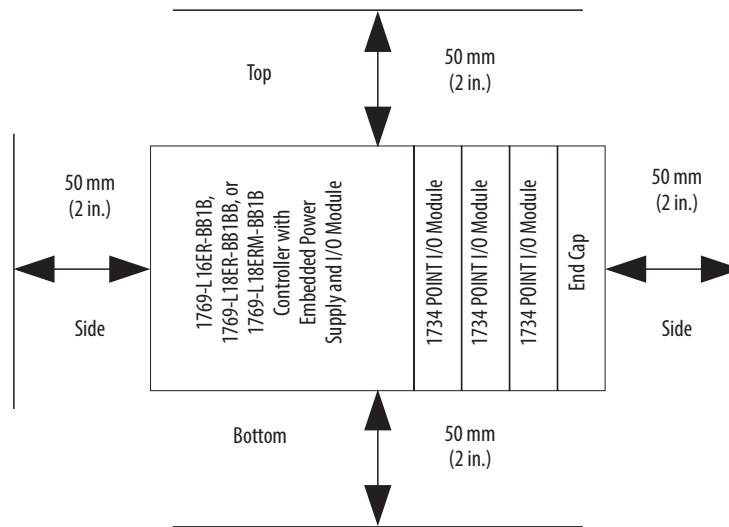 Top
50 mm
(2 in.)
50 mm
(2 in.)
Side
1769-L16ER-BB1B,
1769-L18ER-BB1BB, or
1769-L18ERM-BB1B
Controller with
Embedded Power
Supply and I/O Module
1734 POINT I/O Module
1734 POINT I/O Module
1734 POINT I/O Module
End Cap
50 mm
(2 in.)
Side
Bottom
50 mm
(2 in.)